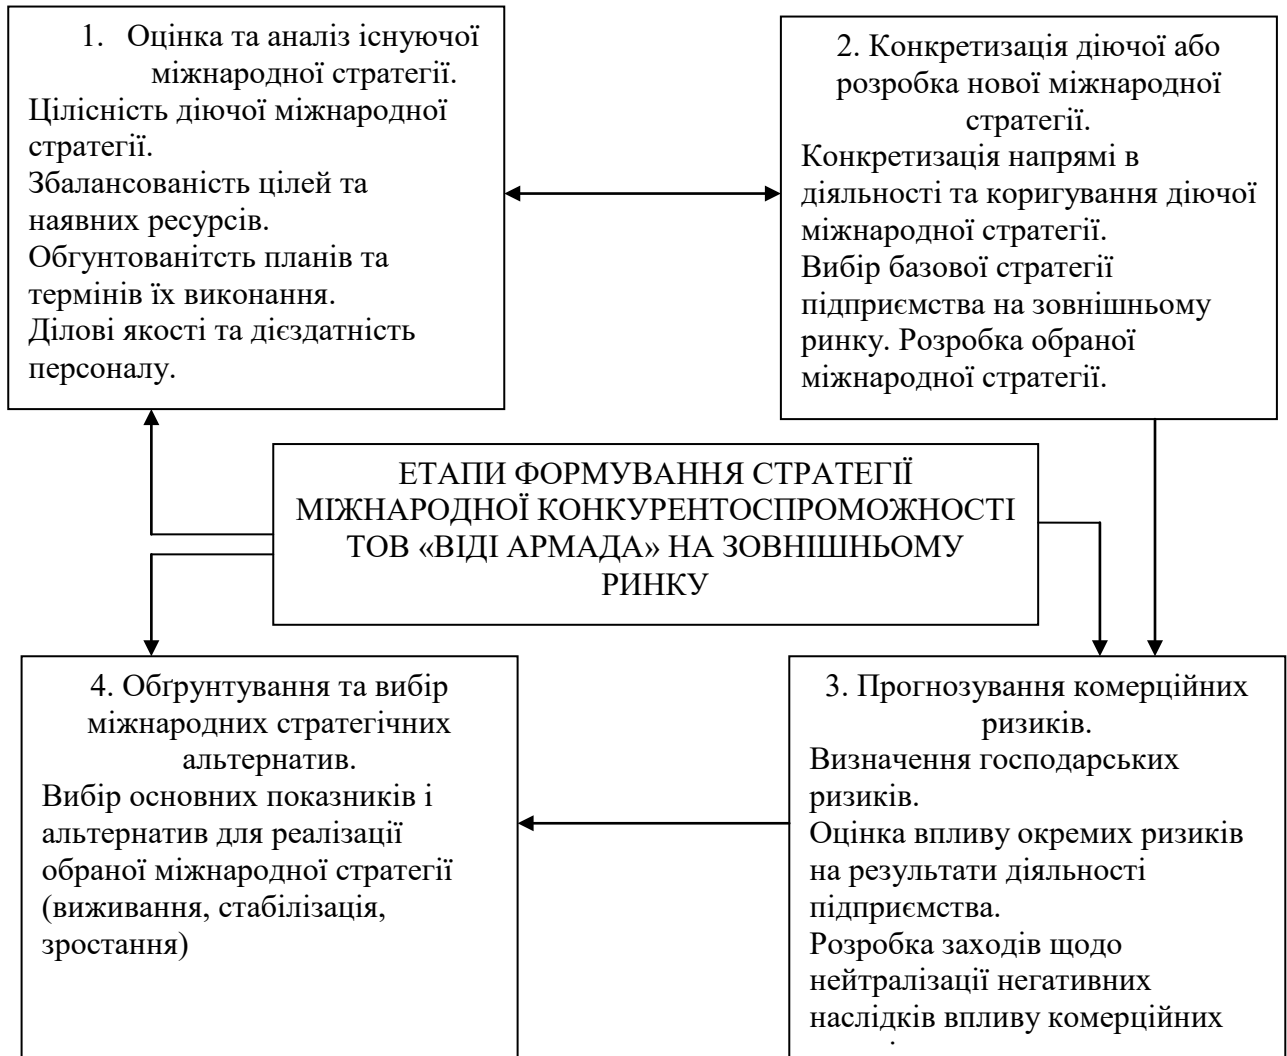 1. Оцінка та аналіз існуючої
міжнародної стратегії.
Цілісність діючої міжнародної
стратегії.
Збалансованість цілей та
наявних ресурсів.
Обгунтованітсть планів та
термінів їх виконання.
Ділові якості та дієздатність
персоналу.
2. Конкретизація діючої або
розробка нової міжнародної
стратегії.
Конкретизація напрямі в
діяльності та коригування діючої
міжнародної стратегії.
Вибір базової стратегії
підприємства на зовнішньому
ринку. Розробка обраної
міжнародної стратегії.
ЕТАПИ ФОРМУВАННЯ СТРАТЕГІЇ
МІЖНАРОДНОЇ КОНКУРЕНТОСПРОМОЖНОСТІ
ТОВ «ВІДІ АРМАДА» НА ЗОВНІШНЬОМУ
РИНКУ
4. Обґрунтування та вибір
міжнародних стратегічних
альтернатив.
Вибір основних показників і
альтернатив для реалізації
обраної міжнародної стратегії
(виживання, стабілізація,
зростання)
3. Прогнозування комерційних
ризиків.
Визначення господарських
ризиків.
Оцінка впливу окремих ризиків
на результати діяльності
підприємства.
Розробка заходів щодо
нейтралізації негативних
наслідків впливу комерційних